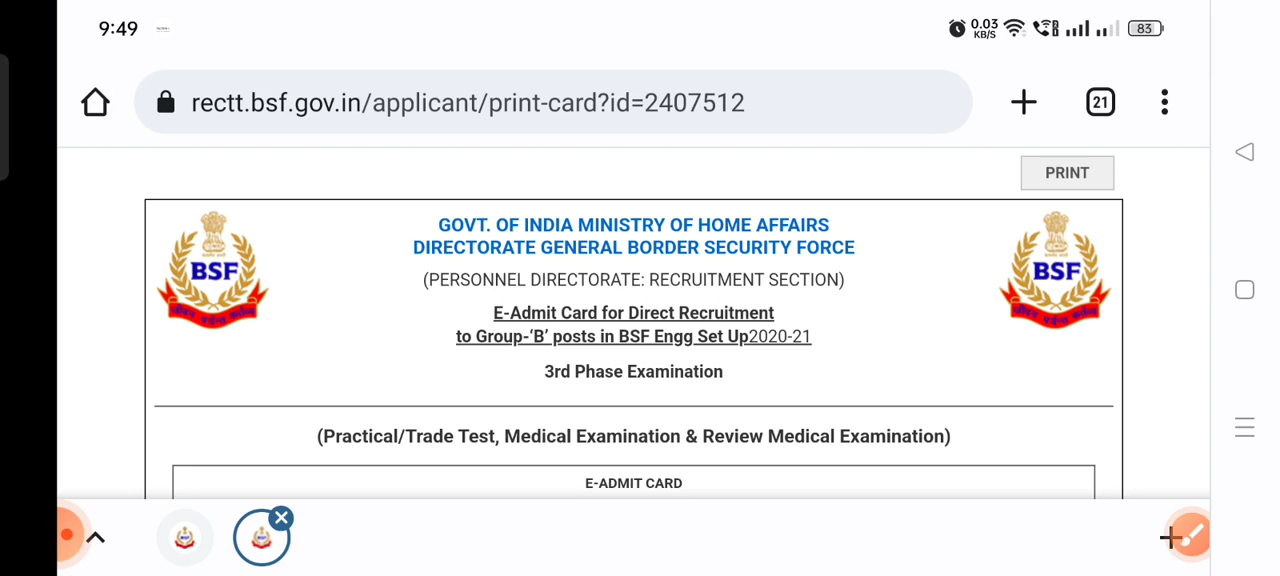 9:49
0.03
KB/S
83
rectt.bsf.gov.in/applicant/print-card?id=2407512
21
PRINT
GOVT. OF INDIA MINISTRY OF HOME AFFAIRS
DIRECTORATE GENERAL BORDER SECURITY FORCE
BSF
BSF
(PERSONNEL DIRECTORATE: RECRUITMENT SECTION)
E-Admit Card for Direct Recruitment
to Group-‘B’ posts in BSF Engg Set Up2020-21
3rd Phase Examination
(Practical/Trade Test, Medical Examination & Review Medical Examination)
E-ADMIT CARD
BSF
BSF